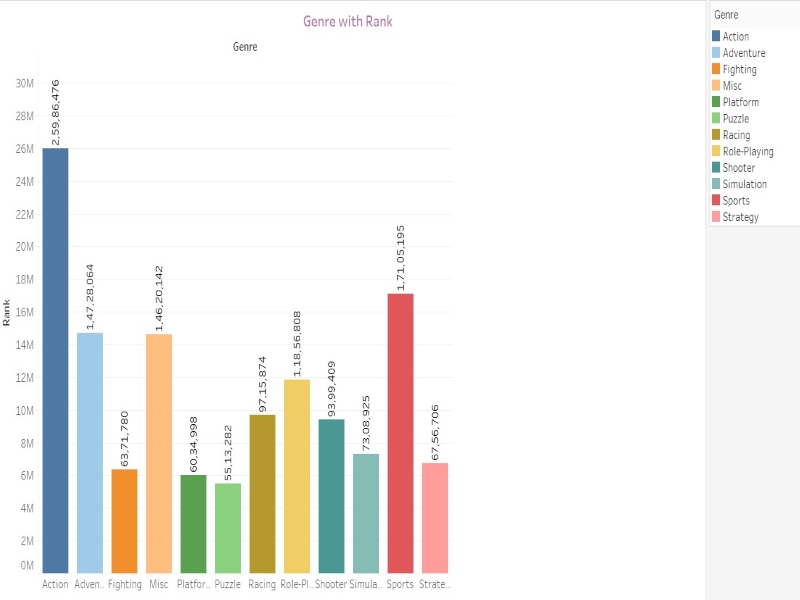 Genre with Rank
Genre
Genre
Action
Adventure
Fighting
Misc
Platform
Puzzle
Racing
Role-Playing
Shooter
Simulation
Sports
Strategy
Rank
30M
28M
26M
24M
22M
20M
18M
16M
14M
12M
10M
8M
6M
4M
2M
0M
2,59,86,476
1,47,28,064
63,71,780
1,46,20,142
60,34,998
55,13,282
97,15,874
1,18,56,808
93,99,409
73,08,925
1,71,05,195
67,56,706
Action Adven.. Fighting Misc Platfor.. Puzzle Racing Role-Pl.. Shooter Simula.. Sports Strate..